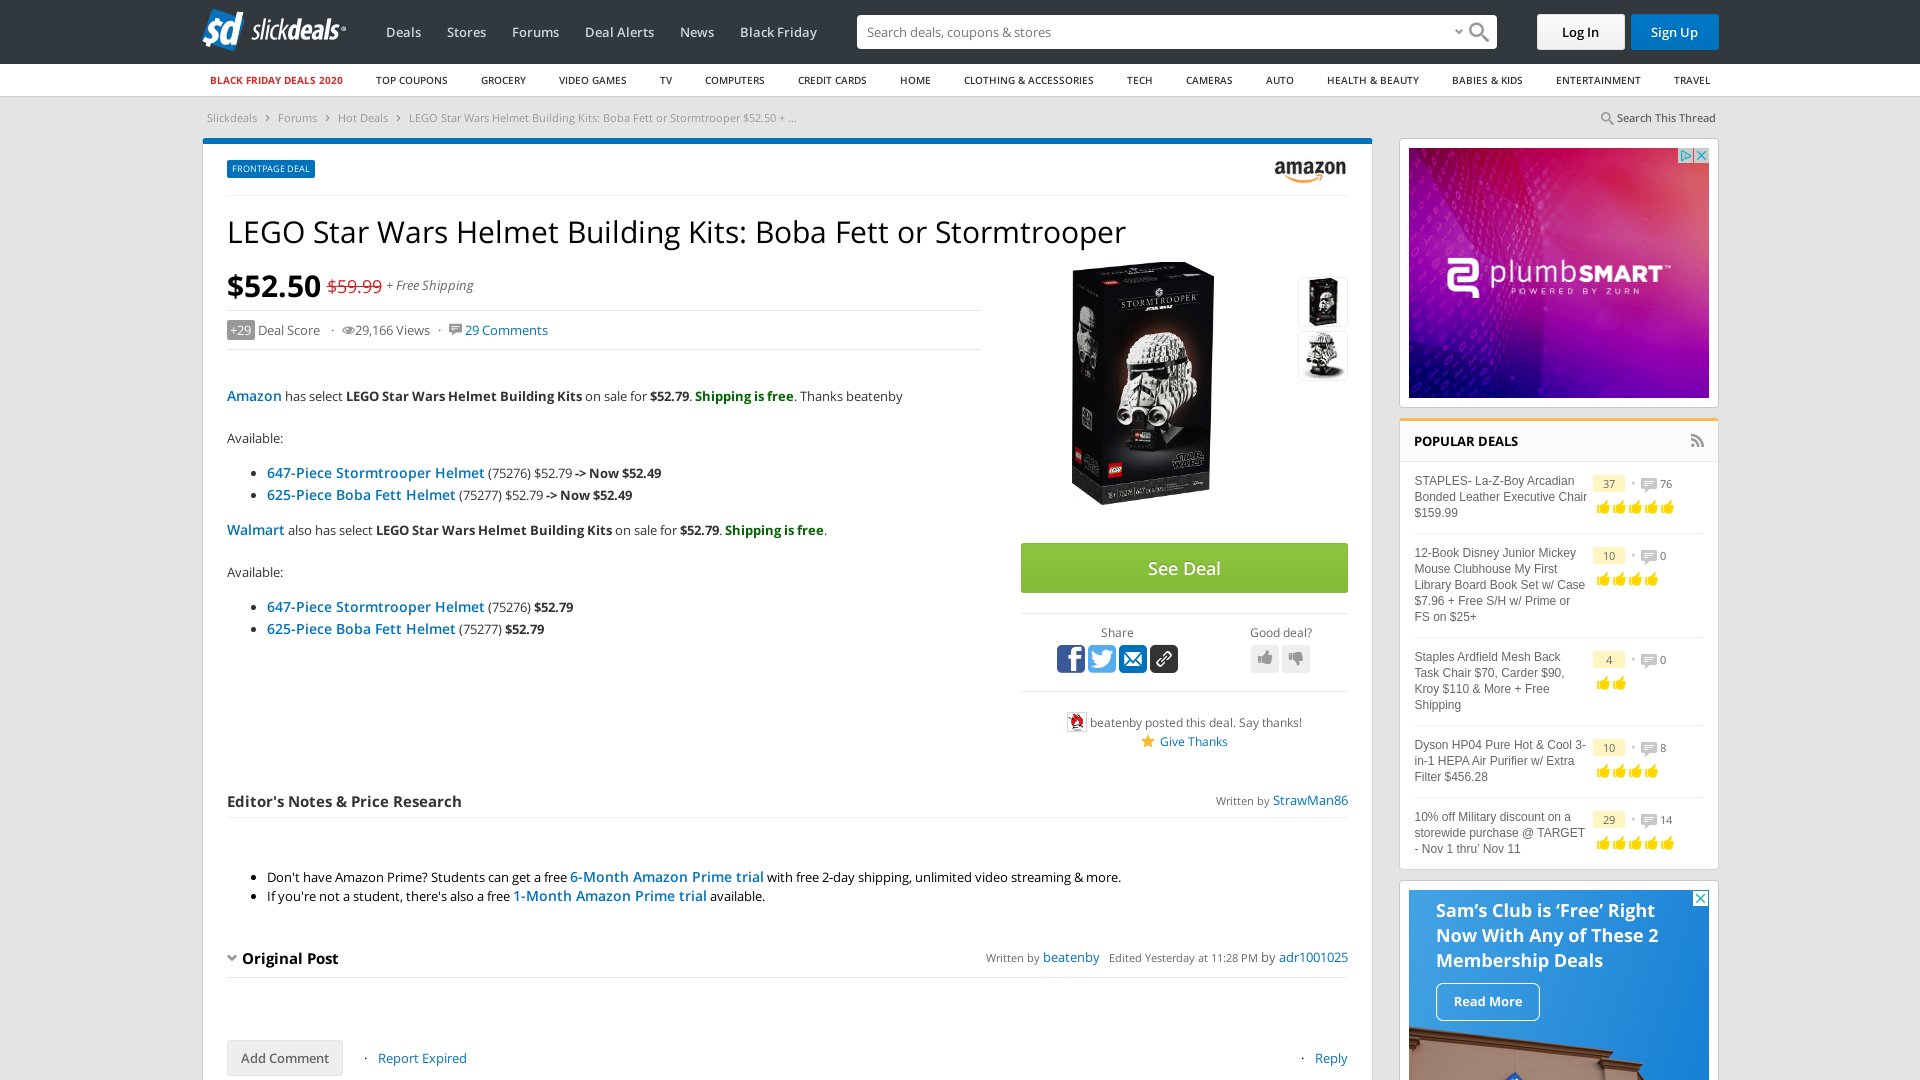 sd slickdeals
Deals Stores Forums Deal Alerts News Black Friday
Search deals, coupons & shops
Log In Sign Up
BLACK FRIDAY DEALS 2020 TOP COUPONS GROCERY VIDEO GAMES TV COMPUTERS CREDIT CARDS HOME CLOTHING & ACCESSORIES TECH CAMERAS AUTO HEALTH & BEAUTY BABIES & KIDS ENTERTAINMENT TRAVEL
Slickdeals › Forums › Hot Deals › LEGO Star Wars Helmet Building Kits: Boba Fett or Stormtrooper $52.50 + ...
Search This Thread
FRONTPAGE DEAL
amazon
LEGO Star Wars Helmet Building Kits: Boba Fett or Stormtrooper
$52.50 $59.99 + Free Shipping
+29 Deal Score · 29,166 Views · 29 Comments
Amazon has select LEGO Star Wars Helmet Building Kits on sale for $52.79. Shipping is free. Thanks beatenby
Available:
647-Piece Stormtrooper Helmet (75276) $52.79 -> Now $52.49
625-Piece Boba Fett Helmet (75277) $52.79 -> Now $52.49
Walmart also has select LEGO Star Wars Helmet Building Kits on sale for $52.79. Shipping is free.
Available:
647-Piece Stormtrooper Helmet (75276) $52.79
625-Piece Boba Fett Helmet (75277) $52.79
STORMTROOPER
STAR WARS
See Deal
Share
Good deal?
beatenby posted this deal. Say thanks!
Give Thanks
Editor's Notes & Price Research
Written by StrawMan86
Don't have Amazon Prime? Students can get a free 6-Month Amazon Prime trial with free 2-day shipping, unlimited video streaming & more.
If you're not a student, there's also a free 1-Month Amazon Prime trial available.
Original Post
Written by beatenby Edited Yesterday at 11:28 PM by adr1001025
Add Comment · Report Expired
· Reply
plumbSMART™
POWERED BY ZURN
POPULAR DEALS
STAPLES- La-Z-Boy Arcadian
Bonded Leather Executive Chair
$159.99
37 • 76
12-Book Disney Junior Mickey
Mouse Clubhouse My First
Library Board Book Set w/ Case
$7.96 + Free S/H w/ Prime or
FS on $25+
10 • 0
Staples Ardfield Mesh Back
Task Chair $70, Carder $90,
Kroy $110 & More + Free
Shipping
4 • 0
Dyson HP04 Pure Hot & Cool 3-
in-1 HEPA Air Purifier w/ Extra
Filter $456.28
10 • 8
10% off Military discount on a
storewide purchase @ TARGET
- Nov 1 thru' Nov 11
29 • 14
Sam's Club is ‘Free’ Right
Now With Any of These 2
Membership Deals
Read More